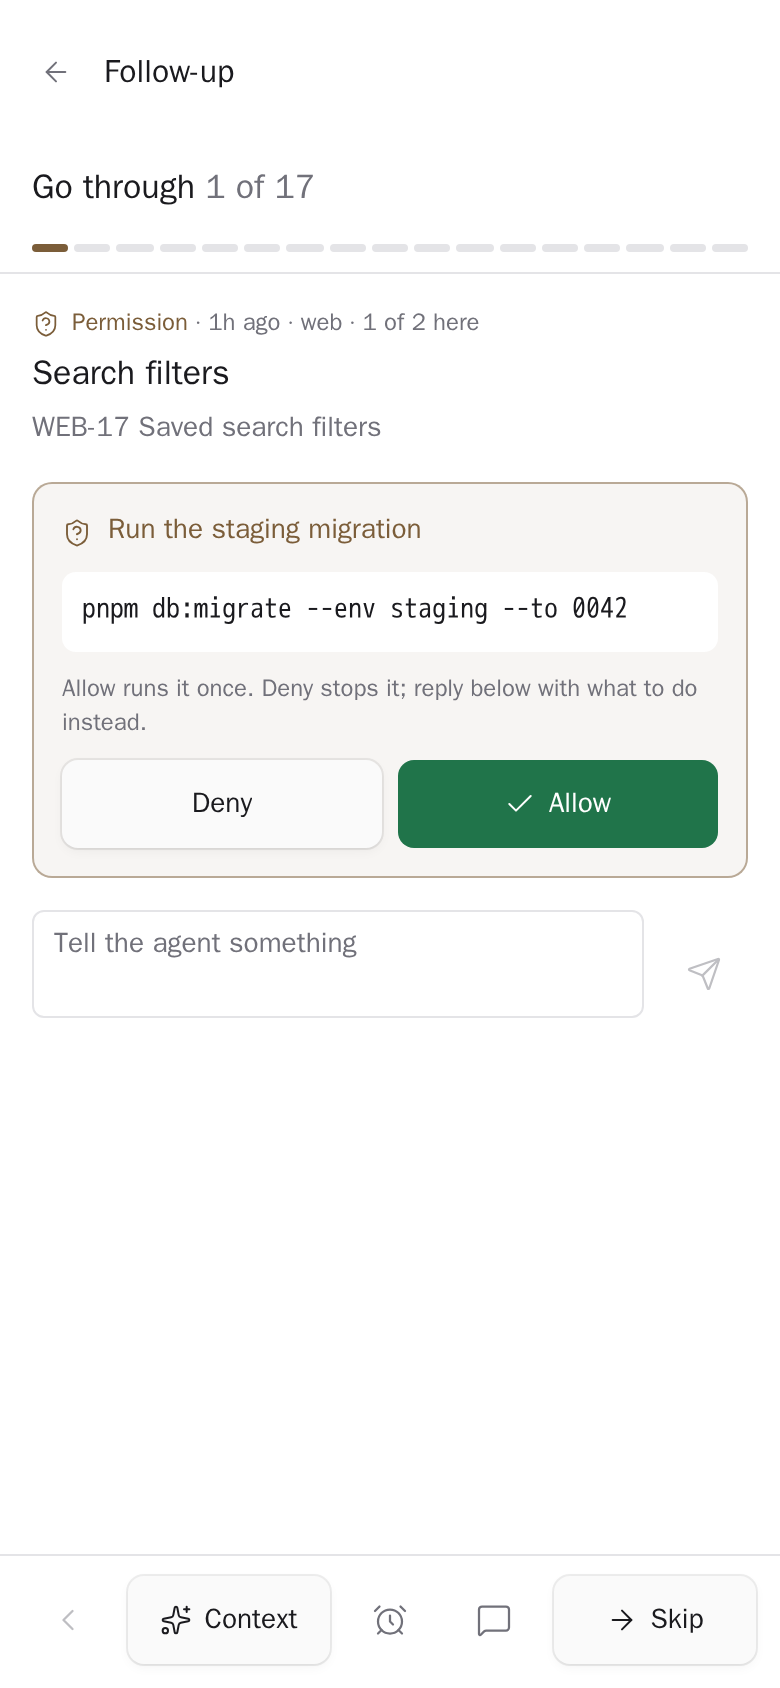 Follow-up
Go through 1 of 17
Permission · 1h ago · web · 1 of 2 here
Search filters
WEB-17 Saved search filters
Run the staging migration
pnpm db:migrate --env staging --to 0042
Allow runs it once. Deny stops it; reply below with what to do
instead.
Deny
Allow
Tell the agent something
Context
Skip